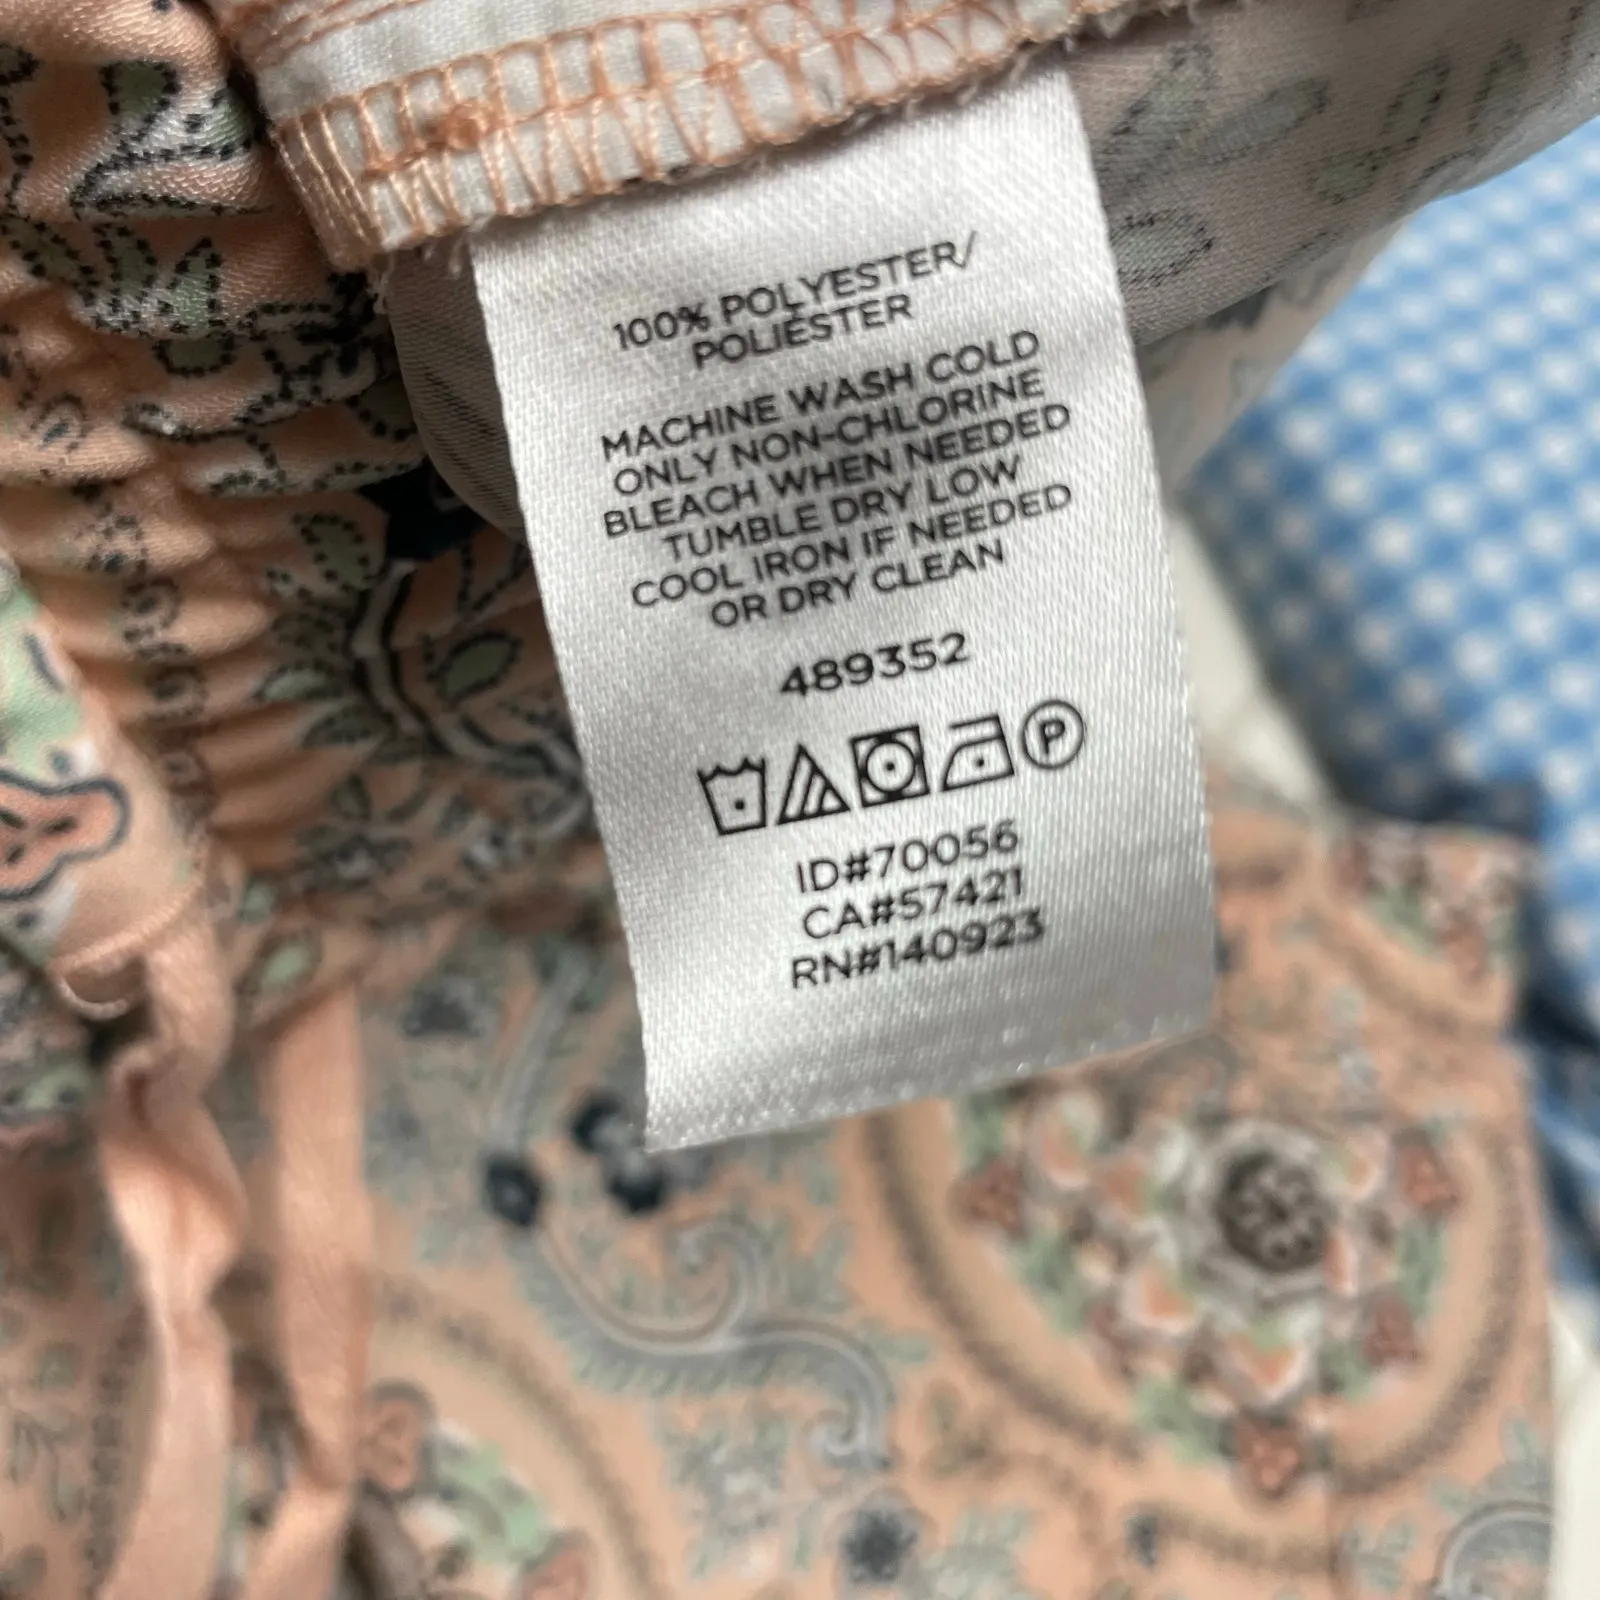 100% POLYESTER/
POLIÉSTER
MACHINE WASH COLD
ONLY NON-CHLORINE
BLEACH WHEN NEEDED
TUMBLE DRY LOW
COOL IRON IF NEEDED
OR DRY CLEAN
489352
P
ID#70056
CA#57421
RN#140923